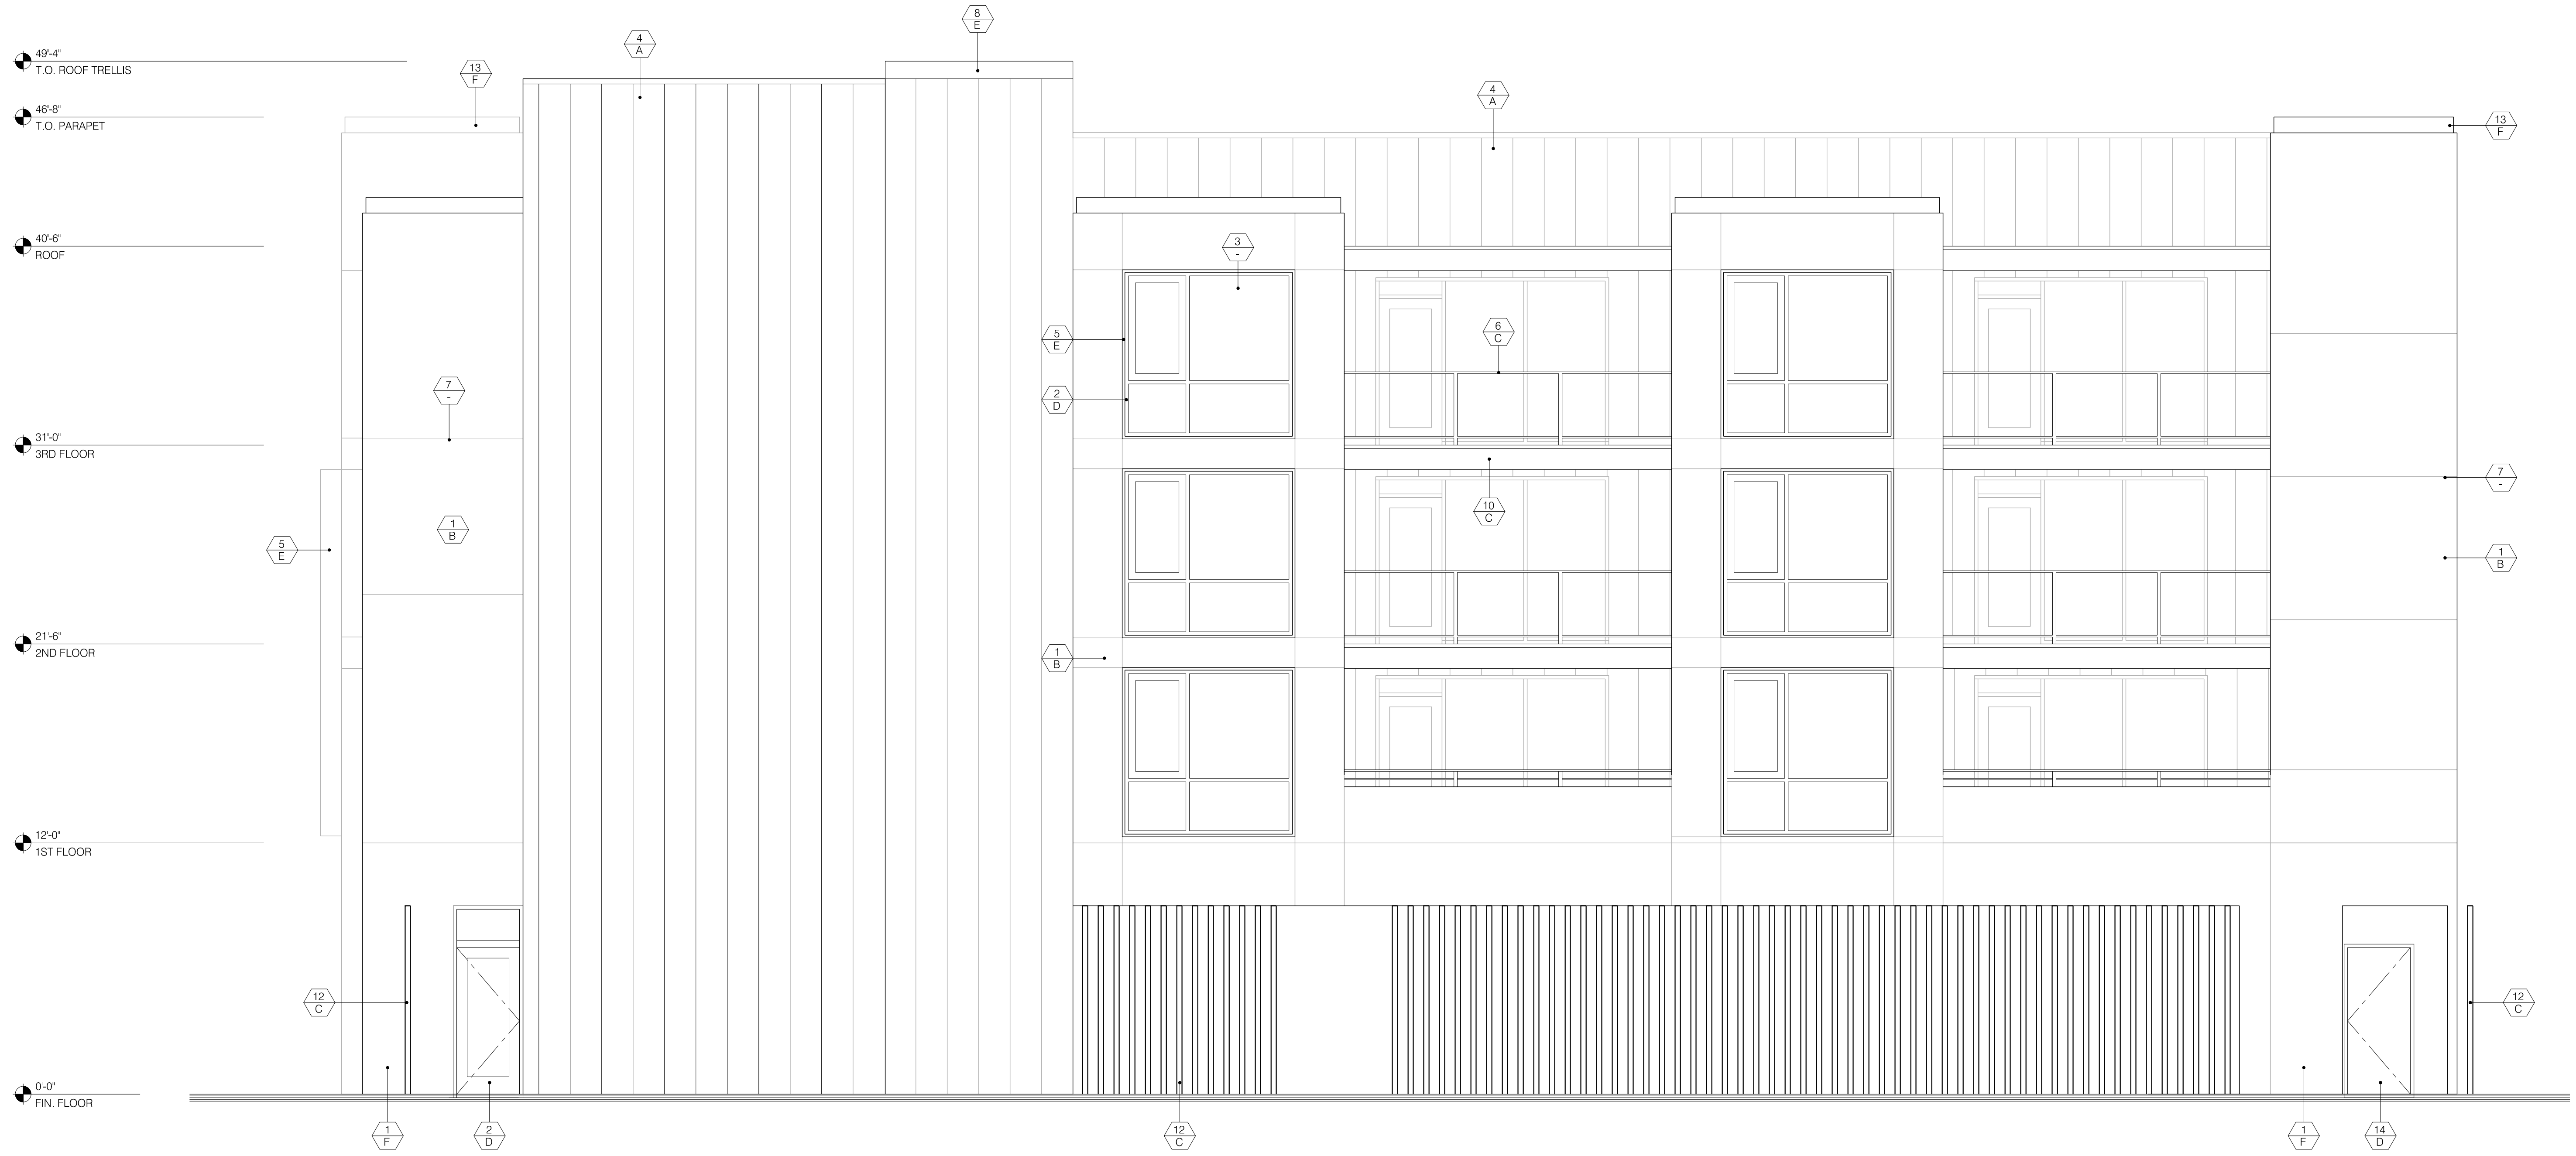 8
E
4
A
49'-4"
T.O. ROOF TRELLIS
13
F
4
A
46'-8"
T.O. PARAPET
13
F
40'-6"
ROOF
3
-
6
C
5
E
7
-
2
D
31'-0"
3RD FLOOR
7
-
10
C
1
B
5
E
1
B
21'-6"
2ND FLOOR
1
B
12'-0"
1ST FLOOR
12
C
12
C
0'-0"
FIN. FLOOR
1
F
2
D
12
C
1
F
14
D